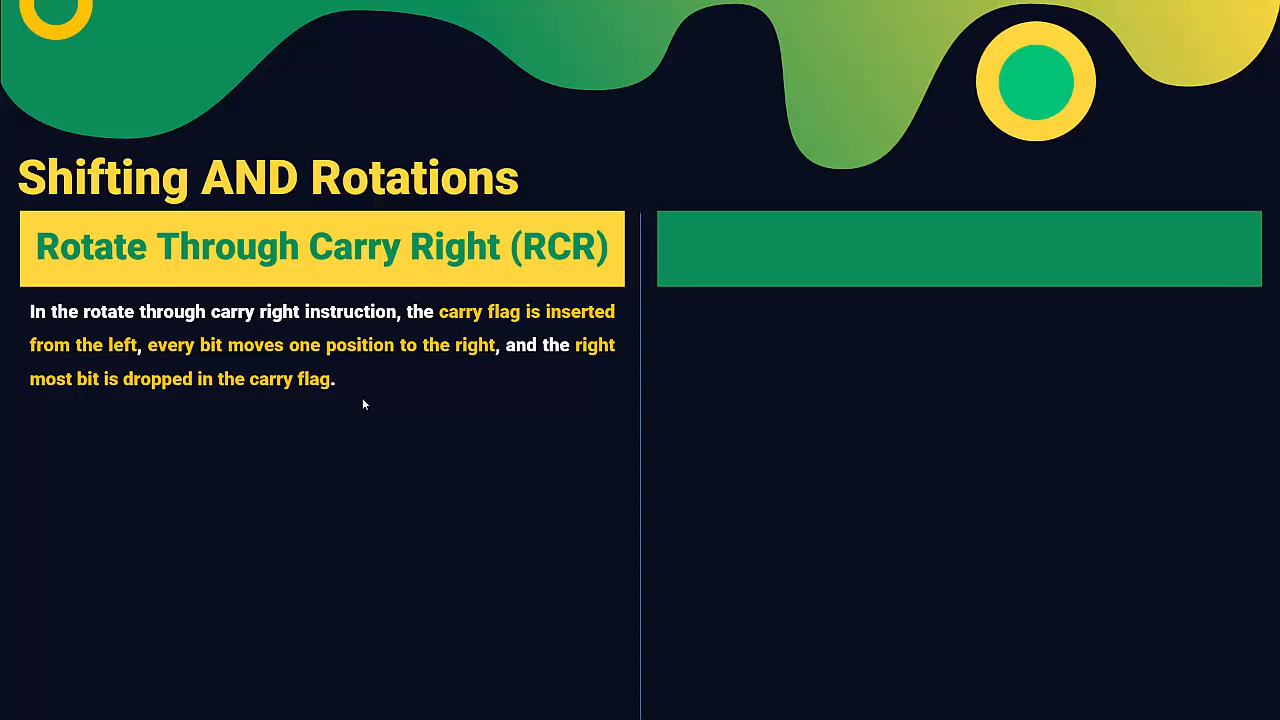 Shifting AND Rotations
Rotate Through Carry Right (RCR)
In the rotate through carry right instruction, the carry flag is inserted
from the left, every bit moves one position to the right, and the right
most bit is dropped in the carry flag.